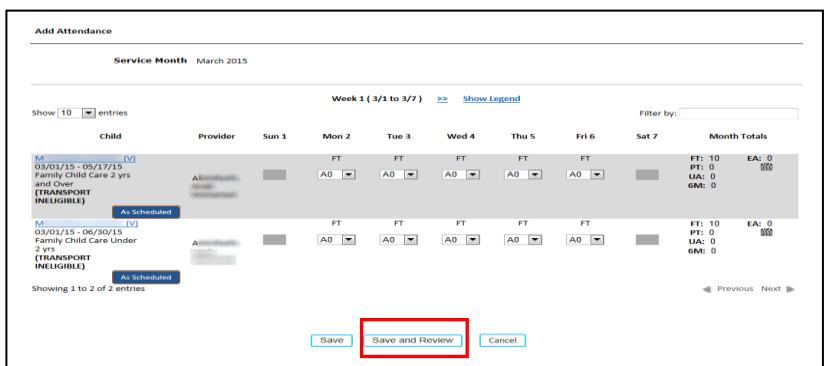 Add Attendance
Service Month March 2015
Week 1 ( 3/1 to 3/7 ) >> Show Legend
Show 10 entries Filter by:
Child Provider Sun 1 Mon 2 Tue 3 Wed 4 Thu 5 Fri 6 Sat 7 Month Totals
M (V) FT FT FT FT FT FT: 10 EA: 0
03/01/15 - 05/17/15 PT: 0
Family Child Care 2 yrs A A0 A0 A0 A0 A0 UA: 0
and Over 6M: 0
(TRANSPORT
INELIGIBLE)
As Scheduled
M (V) FT FT FT FT FT FT: 10 EA: 0
03/01/15 - 06/30/15 PT: 0
Family Child Care Under A A0 A0 A0 A0 A0 UA: 0
2 yrs 6M: 0
(TRANSPORT
INELIGIBLE)
As Scheduled
Showing 1 to 2 of 2 entries Previous Next
Save Save and Review Cancel